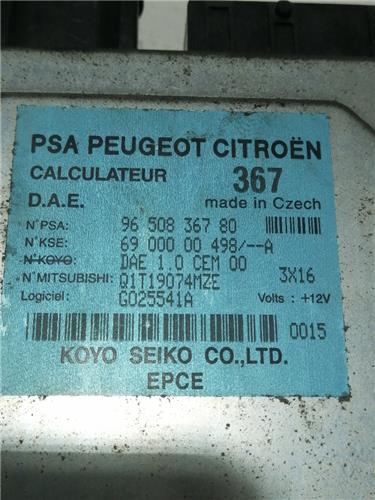 PSA PEUGEOT CITROËN
CALCULATEUR 367
D.A.E. made in Czech
N°PSA: 96 508 367 80
N°KSE: 69 000 00 498/--A
N°KOYO: DAE 1.0 CEM 00
N°MITSUBISHI: Q1T19074MZE 3X16
Logiciel: G025541A Volts : +12V
0015
KOYO SEIKO CO.,LTD.
EPCE